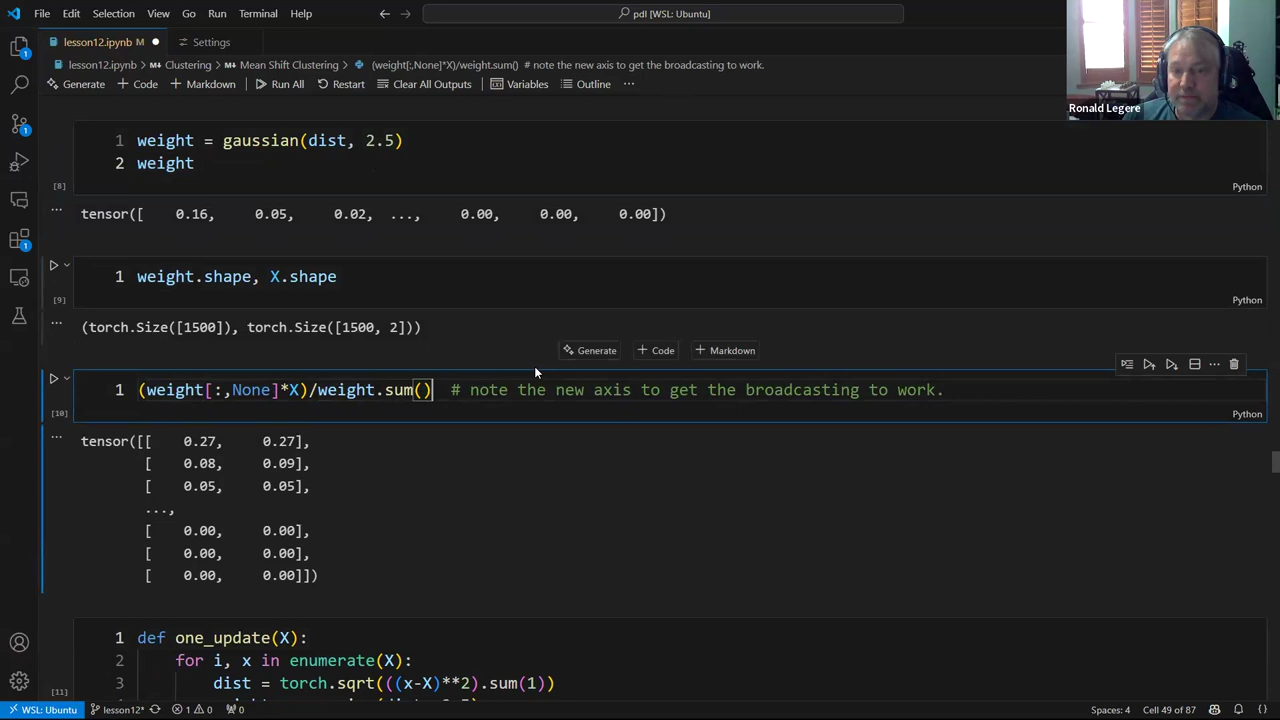 File Edit Selection View Go Run Terminal Help
pdl [WSL: Ubuntu]
lesson12.ipynb M
Settings
lesson12.ipynb > Clustering > Mean Shift Clustering > (weight[:,None]*X)/weight.sum() # note the new axis to get the broadcasting to work.
Generate + Code + Markdown Run All Restart Clear All Outputs Variables Outline ...
Ronald Legere
1 weight = gaussian(dist, 2.5)
2 weight
[8]
Python
... tensor([ 0.16, 0.05, 0.02, ..., 0.00, 0.00, 0.00])
1 weight.shape, X.shape
[9]
Python
... (torch.Size([1500]), torch.Size([1500, 2]))
Generate + Code + Markdown
1 (weight[:,None]*X)/weight.sum() # note the new axis to get the broadcasting to work.
[10]
Python
... tensor([[ 0.27, 0.27],
[ 0.08, 0.09],
[ 0.05, 0.05],
...,
[ 0.00, 0.00],
[ 0.00, 0.00],
[ 0.00, 0.00]])
1 def one_update(X):
2 for i, x in enumerate(X):
3 dist = torch.sqrt(((x-X)**2).sum(1))
[11]
WSL: Ubuntu lesson12* 1 0 0 Spaces: 4 Cell 49 of 87